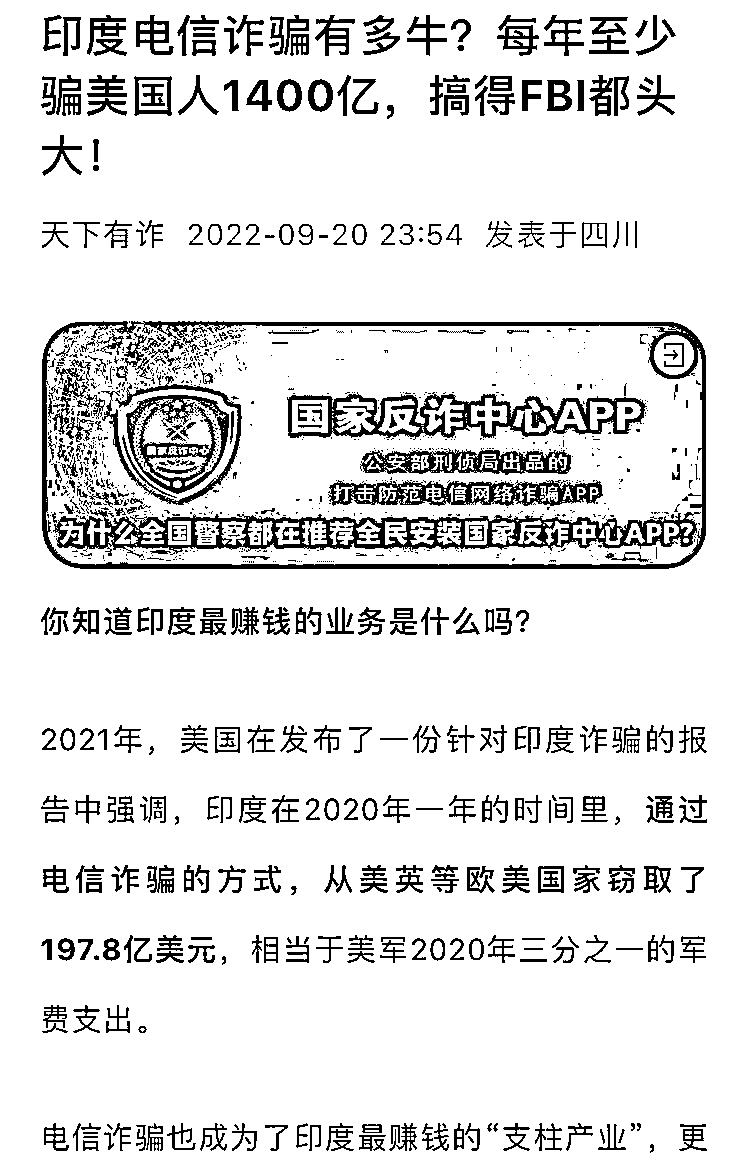 印度电信诈骗有多牛？每年至少
骗美国人1400亿，搞得FBI都头
大！
天下有诈 2022-09-20 23:54 发表于四川
国家反诈中心APP
公安部刑侦局出品的
国家反诈中心
打击防范电信网络诈骗APP
为什么全国警察都在推荐全民安装国家反诈中心APP?
你知道印度最赚钱的业务是什么吗？
2021年，美国在发布了一份针对印度诈骗的报
告中强调，印度在2020年一年的时间里，通过
电信诈骗的方式，从美英等欧美国家窃取了
197.8亿美元，相当于美军2020年三分之一的军
费支出。
电信诈骗也成为了印度最赚钱的“支柱产业”，更